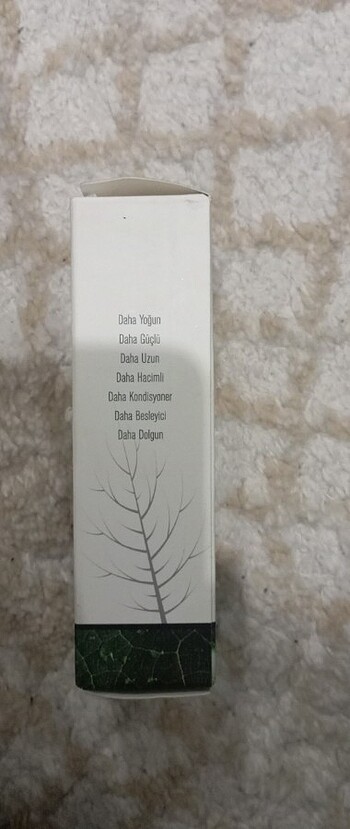 Daha Yoğun
Daha Güçlü
Daha Uzun
Daha Hacimli
Daha Kondisyoner
Daha Besleyici
Daha Dolgun